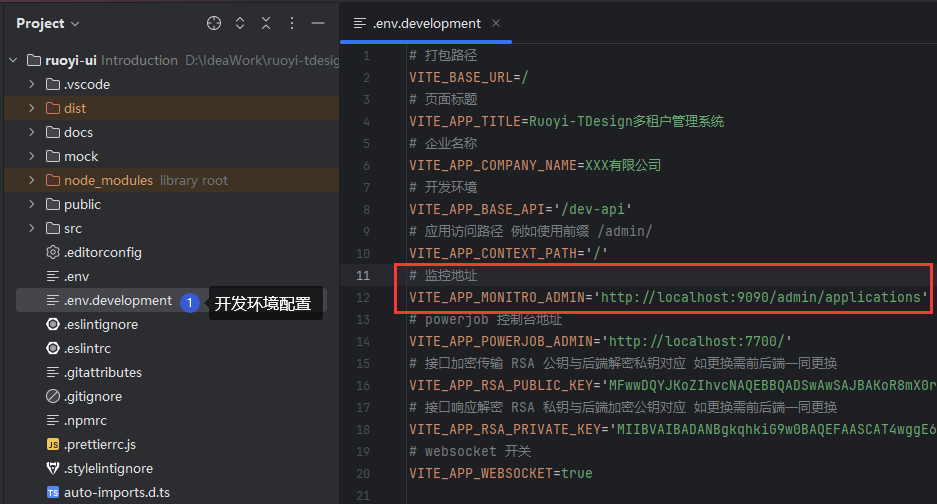 Project
ruoyi-ui Introduction D:\IdeaWork\ruoyi-tdesig
.vscode
dist
docs
mock
node_modules library root
public
src
.editorconfig
.env
.env.development 1 开发环境配置
.eslintignore
.eslintrc
.gitattributes
.gitignore
.npmrc
JS .prettierrc.js
.stylelintignore
TS auto-imports.d.ts
.env.development
1 # 打包路径
2 VITE_BASE_URL=/
3 # 页面标题
4 VITE_APP_TITLE=Ruoyi-TDesign多租户管理系统
5 # 企业名称
6 VITE_APP_COMPANY_NAME=XXX有限公司
7 # 开发环境
8 VITE_APP_BASE_API='/dev-api'
9 # 应用访问路径 例如使用前缀 /admin/
10 VITE_APP_CONTEXT_PATH='/'
11 # 监控地址
12 VITE_APP_MONITRO_ADMIN='http://localhost:9090/admin/applications'
13 # powerjob 控制台地址
14 VITE_APP_POWERJOB_ADMIN='http://localhost:7700/'
15 # 接口加密传输 RSA 公钥与后端解密私钥对应 如更换需前后端一同更换
16 VITE_APP_RSA_PUBLIC_KEY='MFwwDQYJKoZIhvcNAQEBBQADSwAwSAJBAKoR8mX0r
17 # 接口响应解密 RSA 私钥与后端加密公钥对应 如更换需前后端一同更换
18 VITE_APP_RSA_PRIVATE_KEY='MIIBVAIBADANBgkqhkiG9w0BAQEFAASCAT4wggE6
19 # websocket 开关
20 VITE_APP_WEBSOCKET=true
21